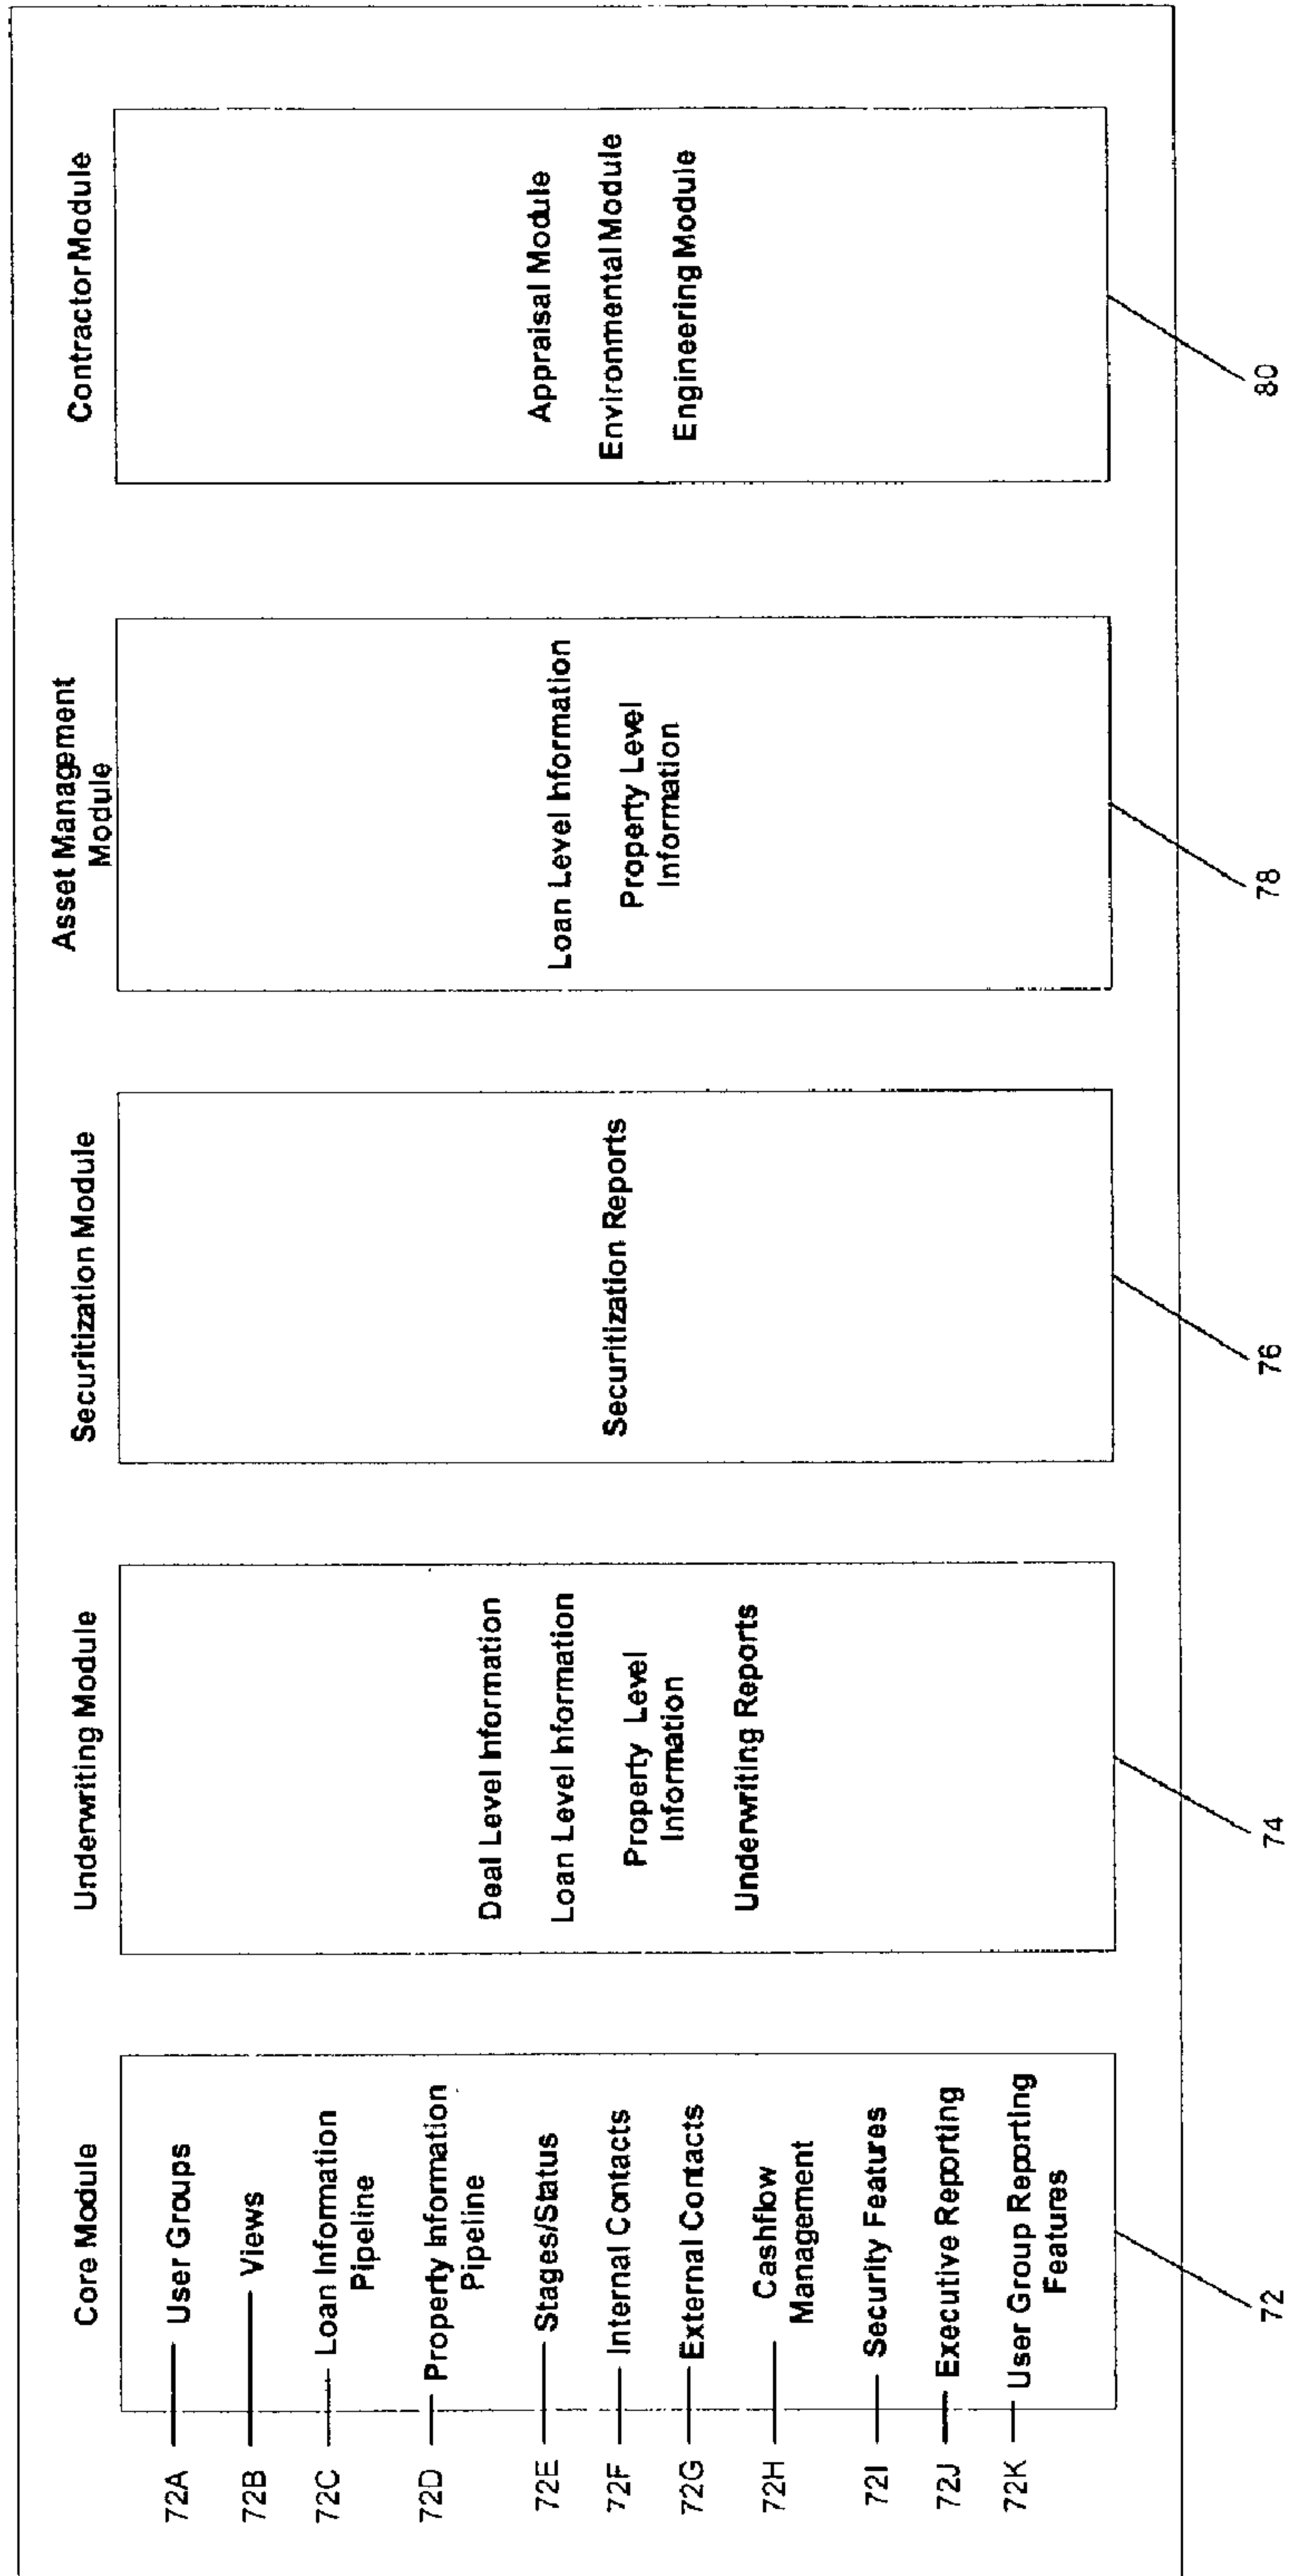 Core Module
72A
User Groups
72B
Views
72C
Loan Information
Pipeline
72D
Property Information
Pipeline
72E
Stages/Status
72F
Internal Contacts
72G
External Contacts
72H
Cashflow
Management
72I
Security Features
72J
Executive Reporting
72K
User Group Reporting
Features
72
Underwriting Module
Deal Level Information
Loan Level Information
Property Level
Information
Underwriting Reports
74
Securitization Module
Securitization Reports
76
Asset Management
Module
Loan Level Information
Property Level
Information
78
Contractor Module
Appraisal Module
Environmental Module
Engineering Module
80